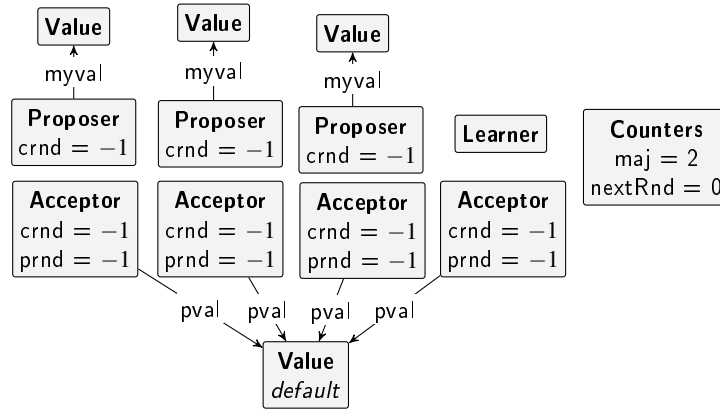 Value
Value
Value
myval
myval
myval
Proposer
crnd = −1
Proposer
crnd = −1
Proposer
crnd = −1
Learner
Counters
maj = 2
nextRnd = 0
Acceptor
crnd = −1
prnd = −1
Acceptor
crnd = −1
prnd = −1
Acceptor
crnd = −1
prnd = −1
Acceptor
crnd = −1
prnd = −1
pval
pval
pval
pval
Value
default